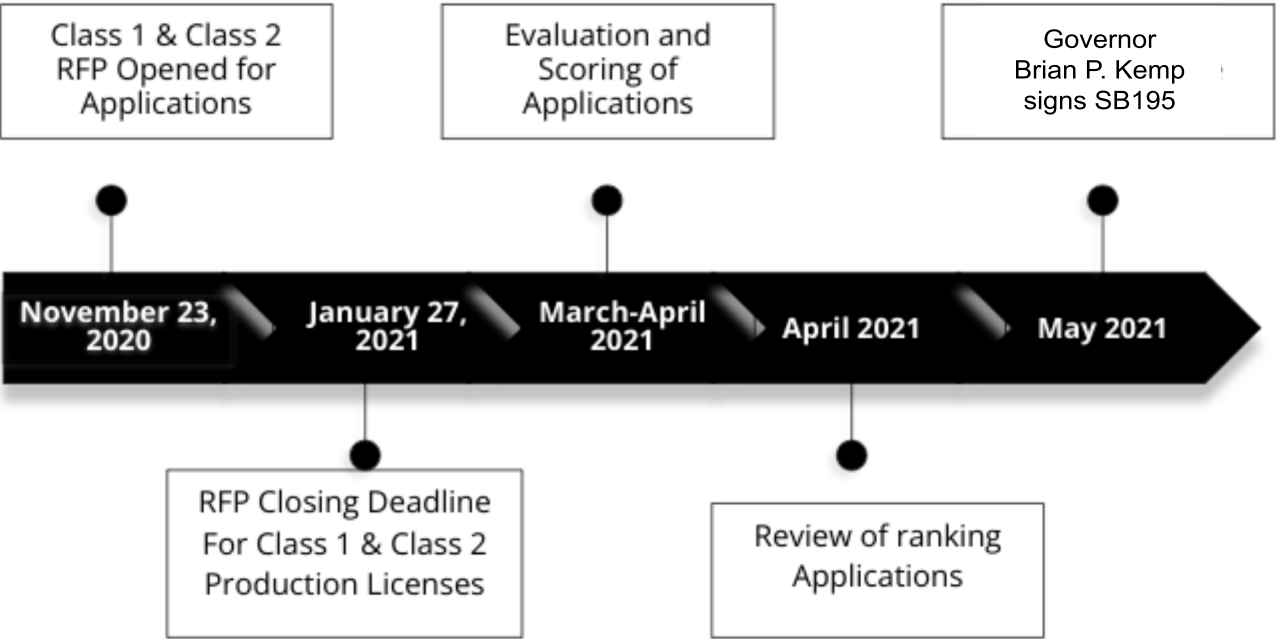 Class 1 & Class 2
RFP Opened for
Applications
Evaluation and
Scoring of
Applications
Governor
Brian P. Kemp
signs SB195
November 23,
2020
January 27,
2021
March-April
2021
April 2021
May 2021
RFP Closing Deadline
For Class 1 & Class 2
Production Licenses
Review of ranking
Applications